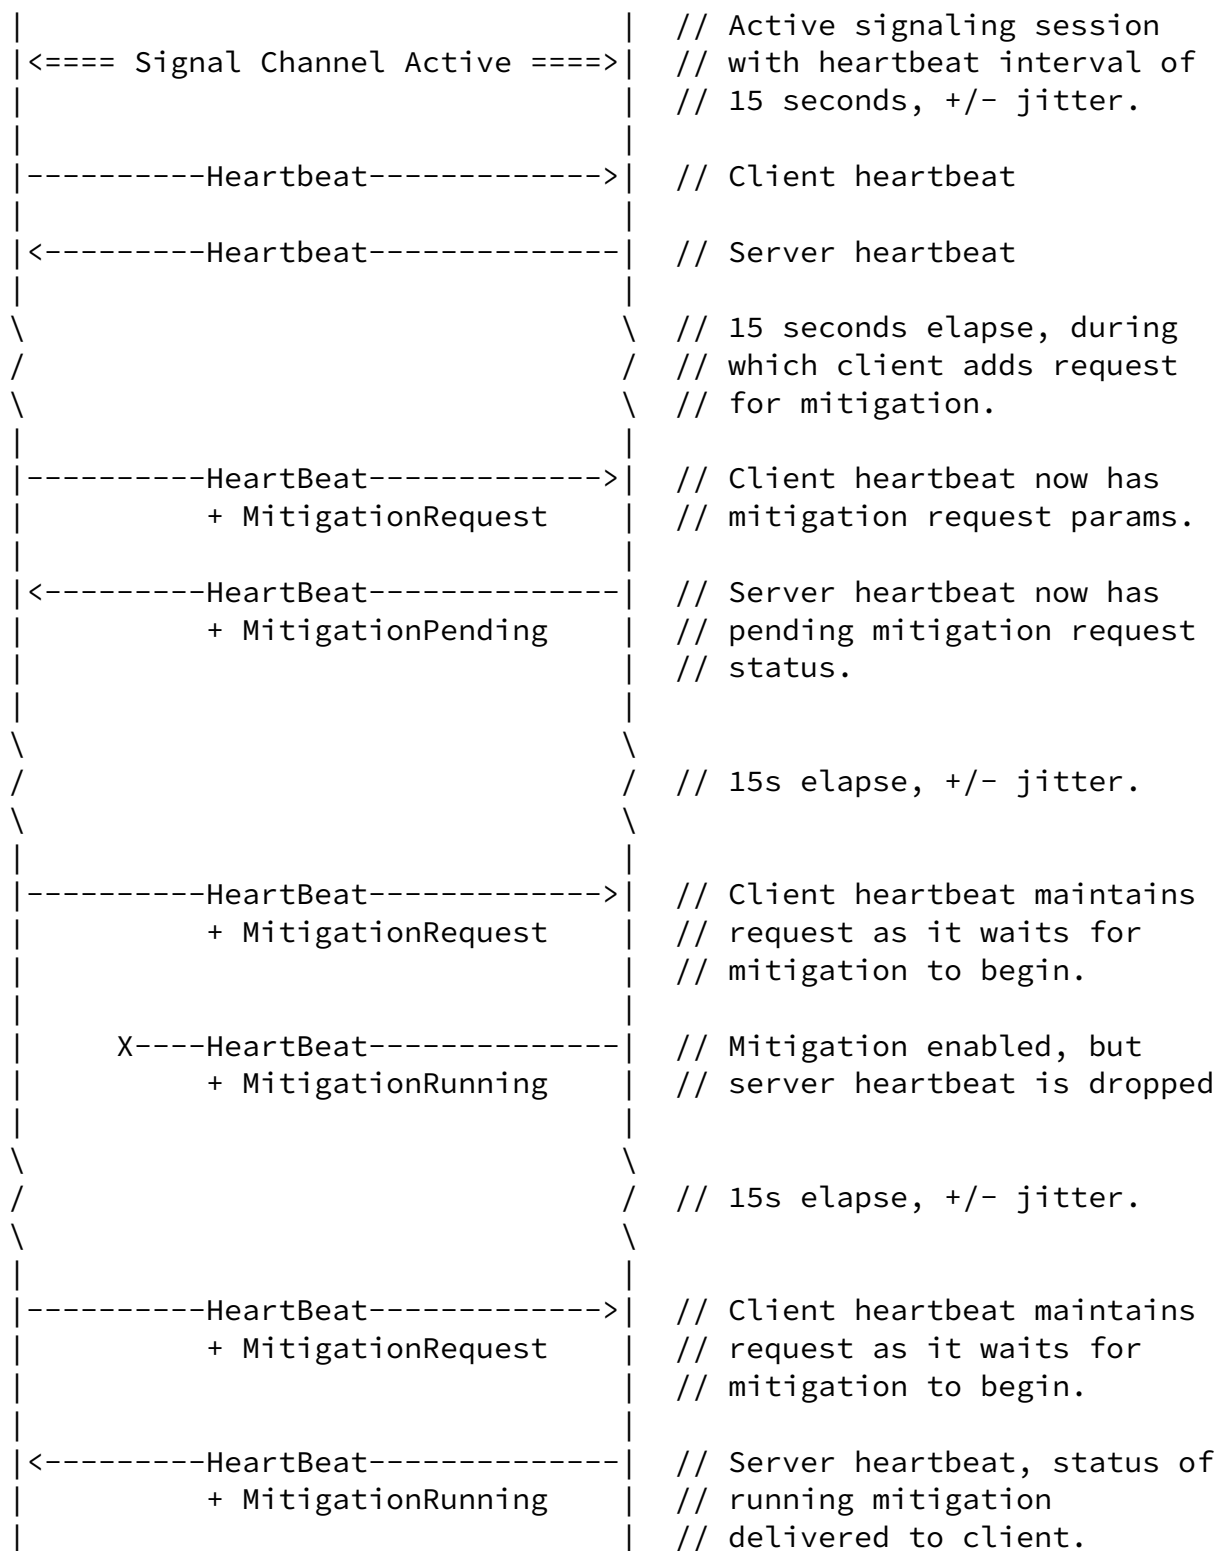 |                                 |  // Active signaling session
|<==== Signal Channel Active ====>|  // with heartbeat interval of
|                                 |  // 15 seconds, +/- jitter.
|                                 |
|----------Heartbeat------------->|  // Client heartbeat
|                                 |
|<---------Heartbeat--------------|  // Server heartbeat
|                                 |
\                                 \  // 15 seconds elapse, during
/                                 /  // which client adds request
\                                 \  // for mitigation.
|                                 |
|----------HeartBeat------------->|  // Client heartbeat now has
|          + MitigationRequest    |  // mitigation request params.
|                                 |
|<---------HeartBeat--------------|  // Server heartbeat now has
|          + MitigationPending    |  // pending mitigation request
|                                 |  // status.
|                                 |
\                                 \
/                                 /  // 15s elapse, +/- jitter.
\                                 \
|                                 |
|----------HeartBeat------------->|  // Client heartbeat maintains
|          + MitigationRequest    |  // request as it waits for
|                                 |  // mitigation to begin.
|                                 |
|     X----HeartBeat--------------|  // Mitigation enabled, but
|          + MitigationRunning    |  // server heartbeat is dropped
|                                 |
\                                 \
/                                 /  // 15s elapse, +/- jitter.
\                                 \
|                                 |
|----------HeartBeat------------->|  // Client heartbeat maintains
|          + MitigationRequest    |  // request as it waits for
|                                 |  // mitigation to begin.
|                                 |
|<---------HeartBeat--------------|  // Server heartbeat, status of
|          + MitigationRunning    |  // running mitigation
|                                 |  // delivered to client.